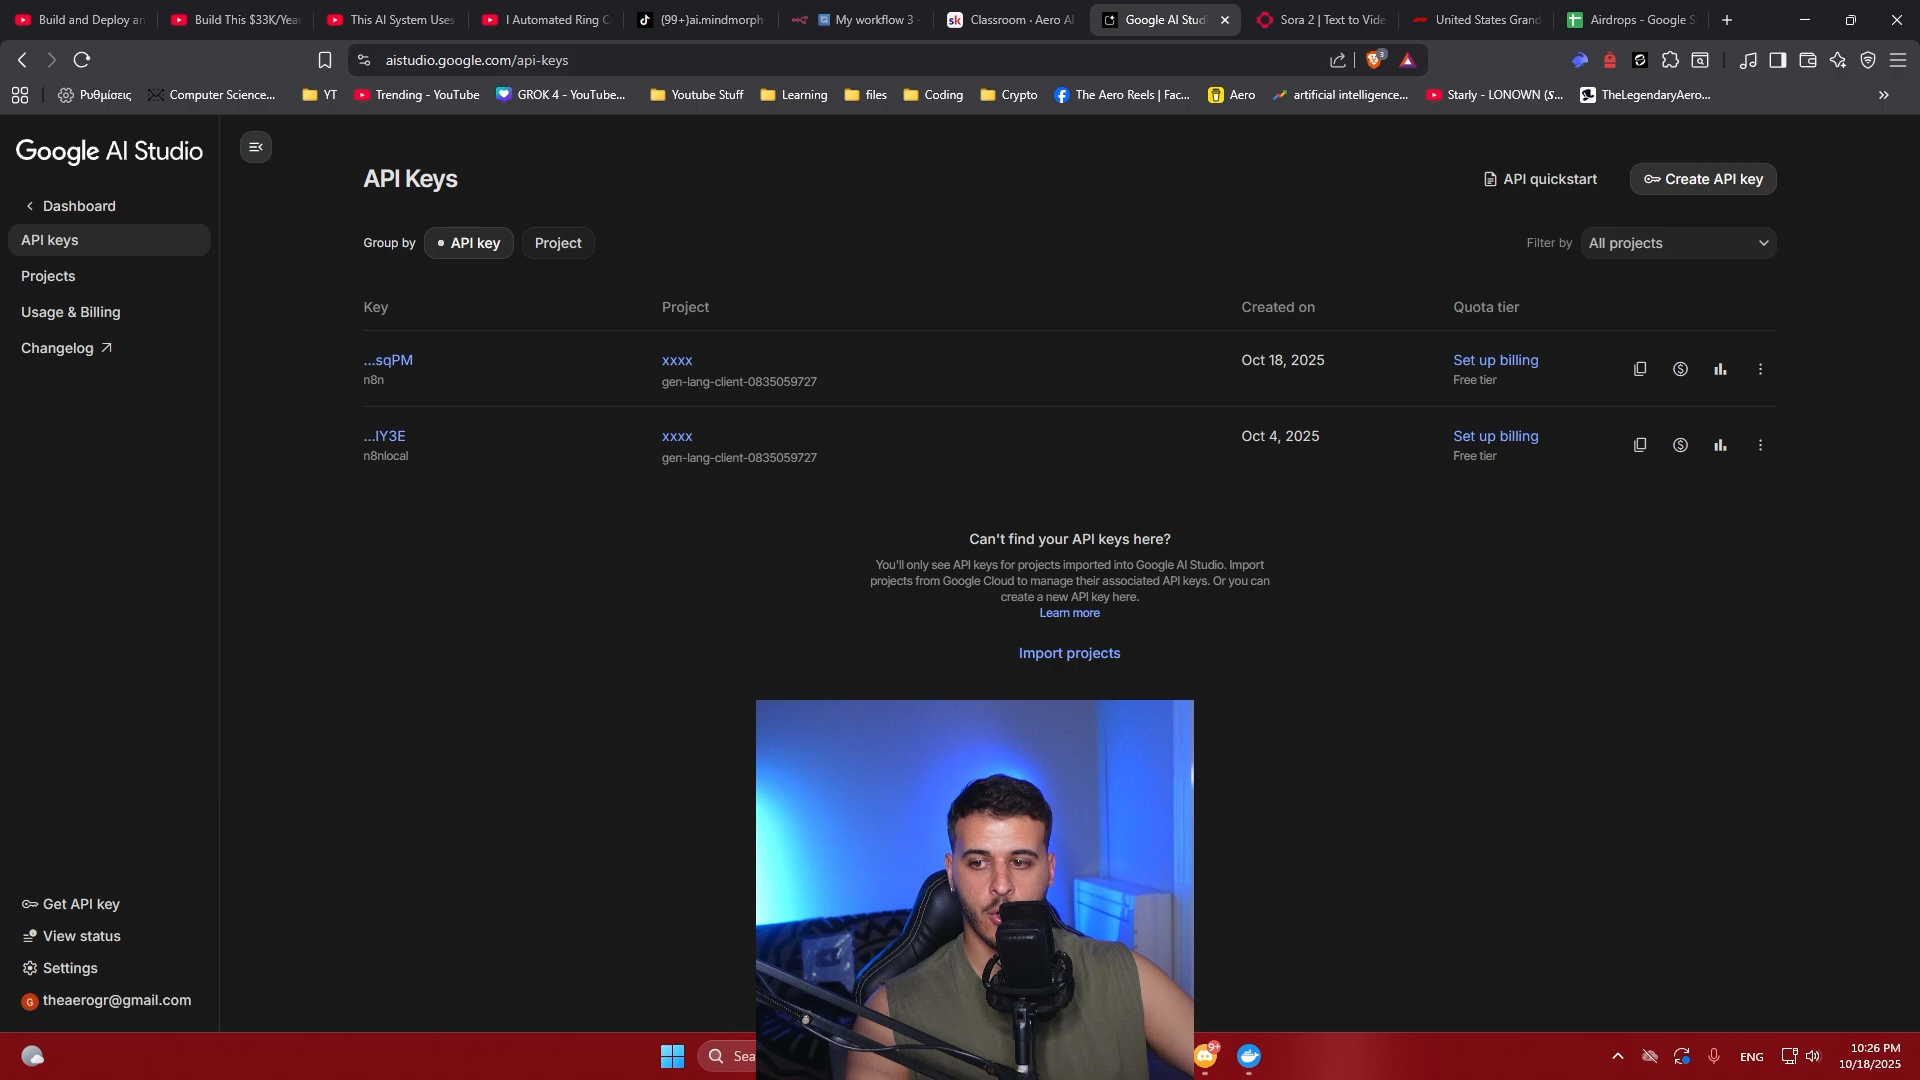 Build and Deploy an
Build This $33K/Year
This AI System Uses
I Automated Ring C
(99+)ai.mindmorph
My workflow 3 -
Classroom · Aero AI
Google AI Studi
Sora 2 | Text to Vide
United States Grand
Airdrops - Google S
aistudio.google.com/api-keys
3
Ρυθμίσεις
Computer Science...
YT
Trending - YouTube
GROK 4 - YouTube...
Youtube Stuff
Learning
files
Coding
Crypto
The Aero Reels | Fac...
Aero
artificial intelligence...
Starly - LONOWN (𝙎...
TheLegendaryAero...
Google AI Studio
Dashboard
API keys
Projects
Usage & Billing
Changelog
API Keys
API quickstart
Create API key
Group by
API key
Project
Filter by
All projects
Key
Project
Created on
Quota tier
...sqPM
xxxx
Oct 18, 2025
Set up billing
n8n
gen-lang-client-0835059727
Free tier
...lY3E
xxxx
Oct 4, 2025
Set up billing
n8nlocal
gen-lang-client-0835059727
Free tier
Can't find your API keys here?
You'll only see API keys for projects imported into Google AI Studio. Import
projects from Google Cloud to manage their associated API keys. Or you can
create a new API key here.
Learn more
Import projects
Get API key
View status
Settings
G
theaerogr@gmail.com
Sea
9+
ENG
10:26 PM
10/18/2025